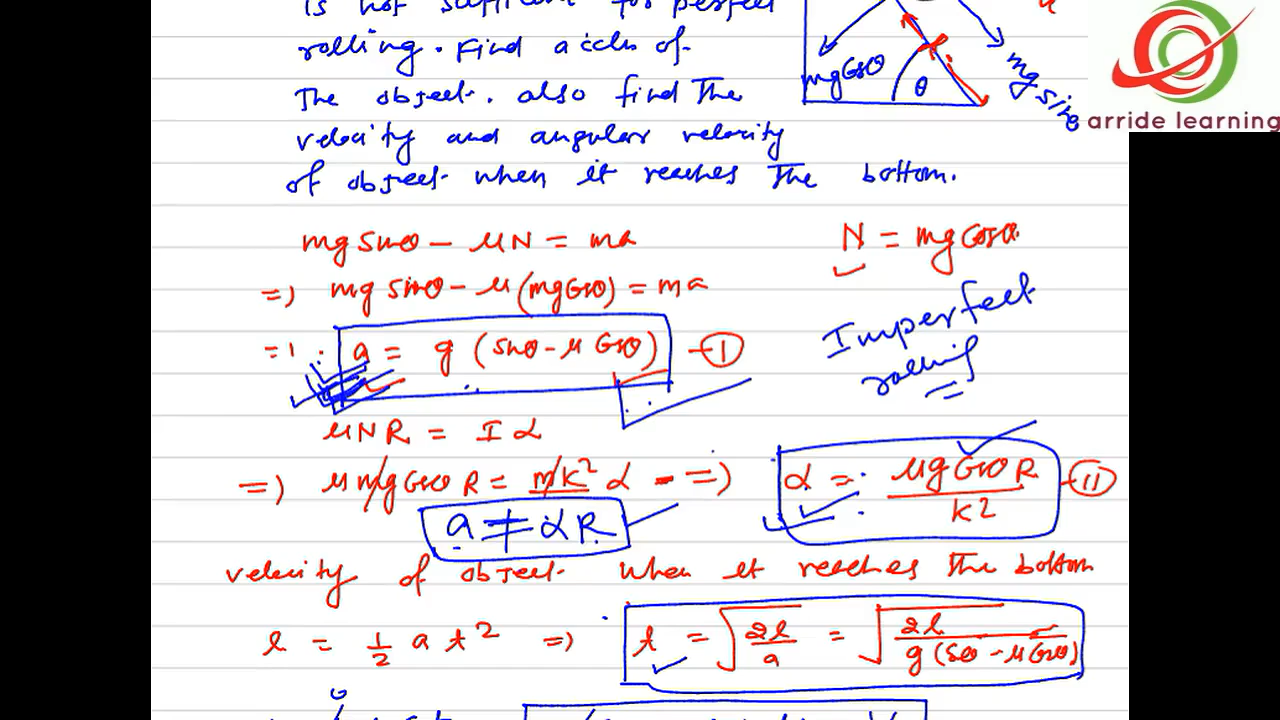 is not sufficient for perfect
rolling. Find accln of
The object. also find The
velocity and angular velocity
of object when it reaches The bottom.
mg cosθ
θ
mg sinθ
arride learning
mg sinθ - μN = ma
N = mg cosθ
=) mg sinθ - μ(mg cosθ) = ma
=) a = g (sinθ - μ cosθ) -①
Imperfect
rolling
μNR = Iα
=) μ mg cosθ R = mk² α =) α = μg cosθ R / k² -⑪
a ≠ αR
velocity of object when it reaches The bottom
l = 1/2 a t² =) t = √(2l/a) = √(2l / g (sinθ - μ cosθ))